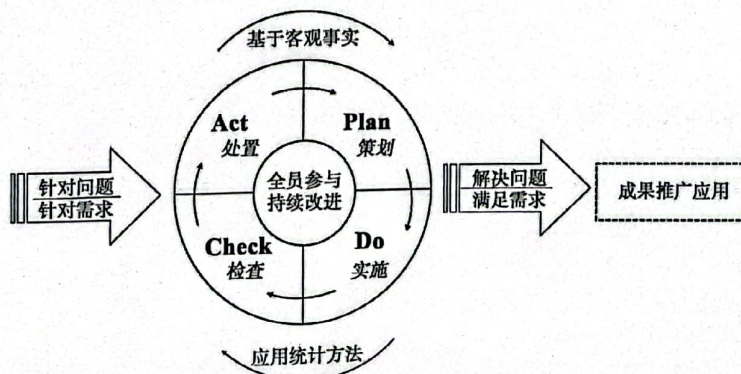 基于客观事实
Act
处置
Plan
策划
针对问题
针对需求
全员参与
持续改进
解决问题
满足需求
成果推广应用
Check
检查
Do
实施
应用统计方法